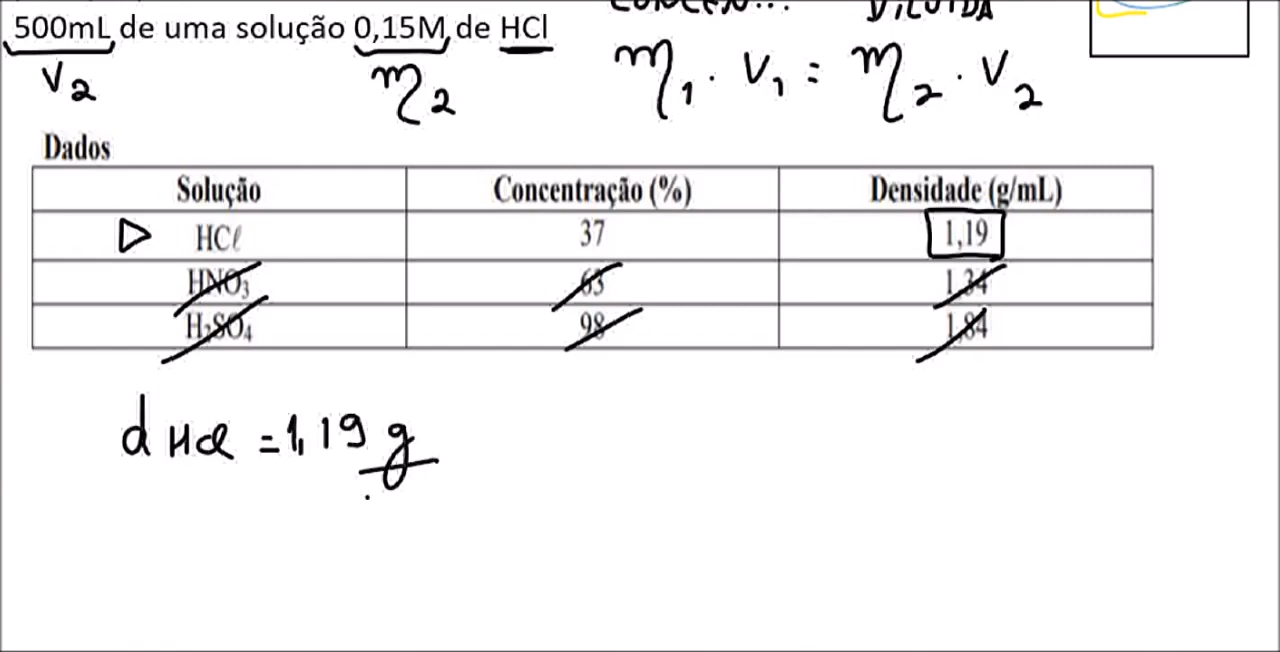 500mL de uma solução 0,15M de HCl
V2 M2 M1 . V1 = M2 . V2
Dados
Solução Concentração (%) Densidade (g/mL)
HCℓ 37 1,19
HNO3 63 1,34
H2SO4 98 1,84
d HCl = 1,19 g